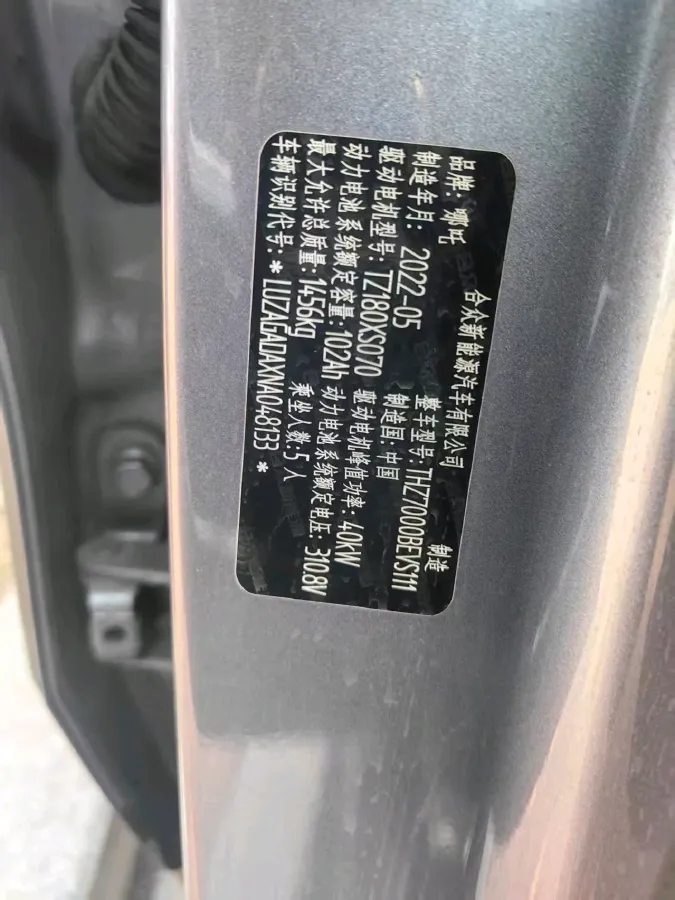 合众新能源汽车有限公司 制造
品牌: 哪吒 整车型号: THZ7000BEVS111
制造年月: 2022-05 制造国: 中国
驱动电机型号: TZ180XS070 驱动电机峰值功率: 40kW
动力电池系统额定容量: 102Ah 动力电池系统额定电压: 310.8V
最大允许总质量: 1456kg 乘坐人数: 5 人
车辆识别代号: * LUZAGAAAXNA048133 *